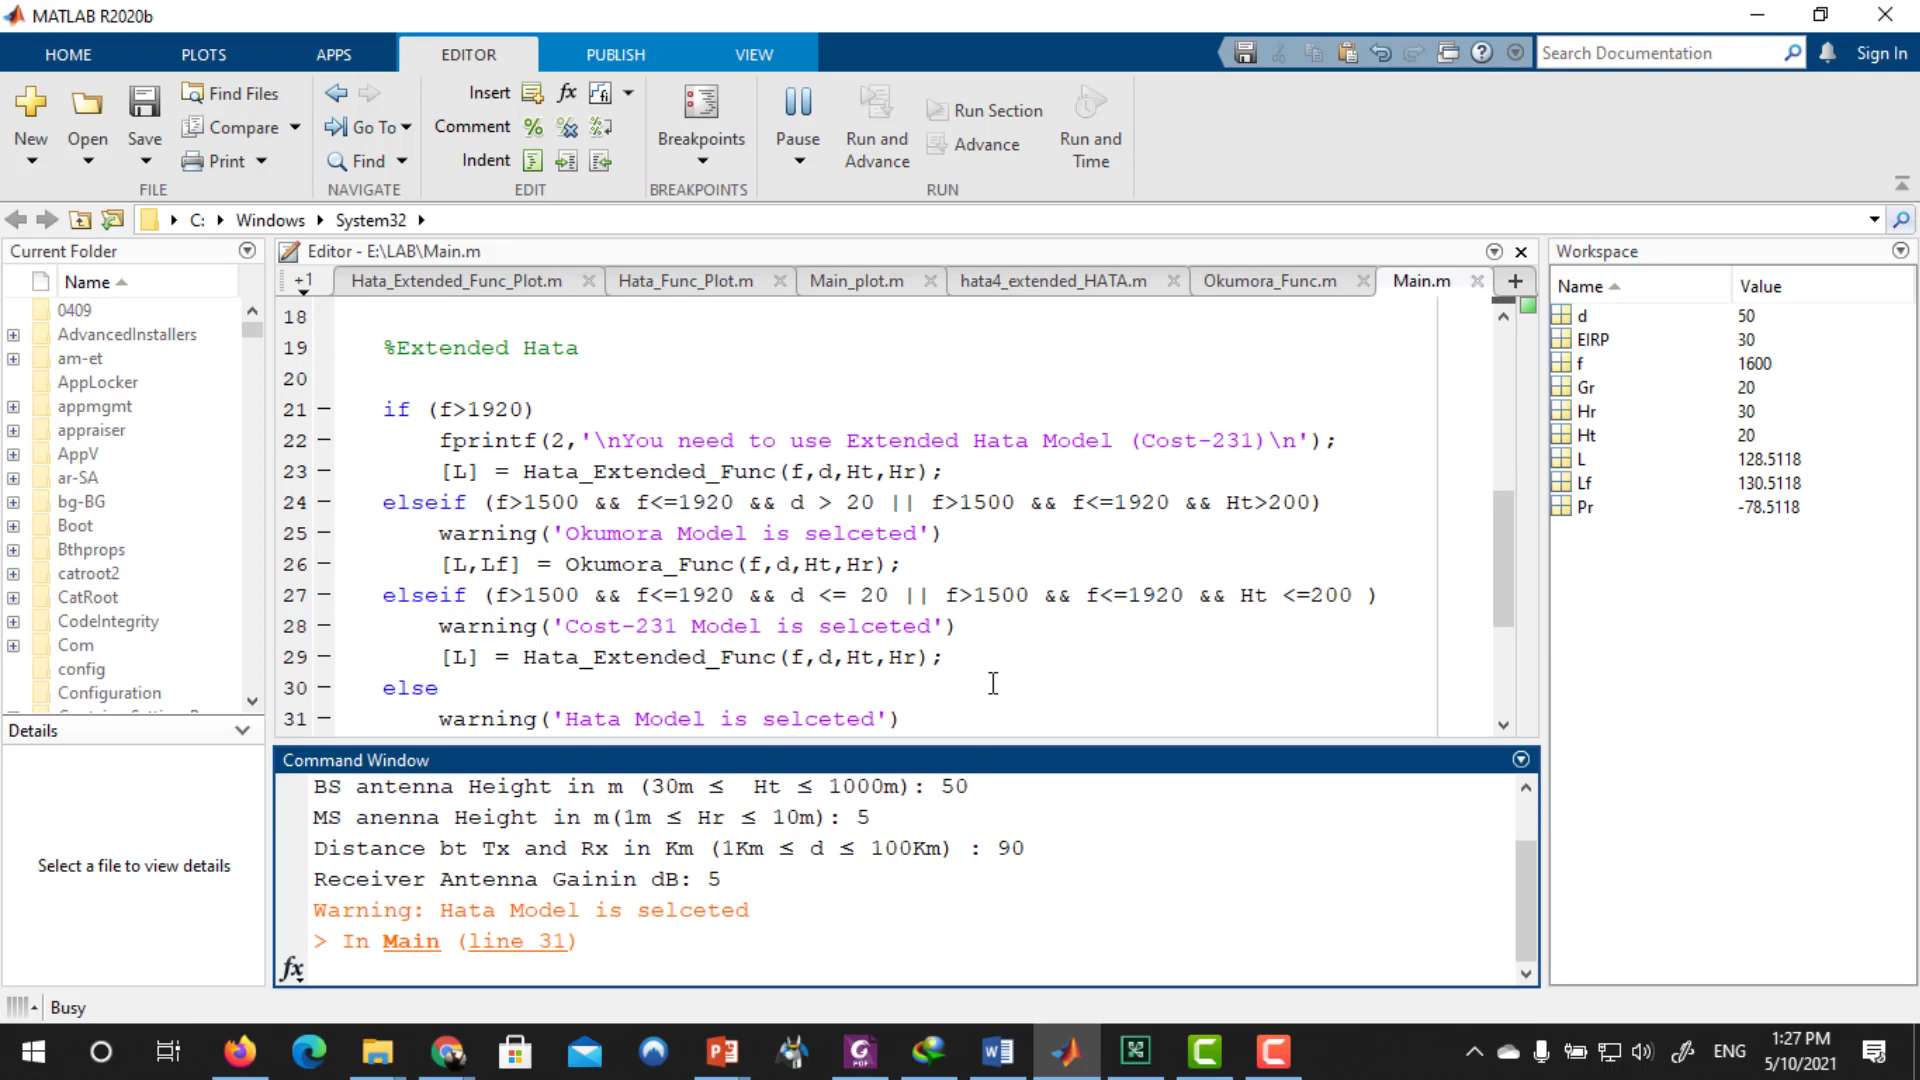 MATLAB R2020b
HOME PLOTS APPS EDITOR PUBLISH VIEW Search Documentation Sign In
New Open Save Find Files Compare Print
FILE
Go To Find
NAVIGATE
Insert fx
Comment
Indent
EDIT
Breakpoints
BREAKPOINTS
Pause Run and Advance Run Section Advance Run and Time
RUN
C: Windows System32
Current Folder
Name
0409
AdvancedInstallers
am-et
AppLocker
appmgmt
appraiser
AppV
ar-SA
bg-BG
Boot
Bthprops
catroot2
CatRoot
CodeIntegrity
Com
config
Configuration
Details
Select a file to view details
Editor - E:\LAB\Main.m
+1 Hata_Extended_Func_Plot.m Hata_Func_Plot.m Main_plot.m hata4_extended_HATA.m Okumora_Func.m Main.m
18
19 %Extended Hata
20
21 if (f>1920)
22 fprintf(2,'\nYou need to use Extended Hata Model (Cost-231)\n');
23 [L] = Hata_Extended_Func(f,d,Ht,Hr);
24 elseif (f>1500 && f<=1920 && d > 20 || f>1500 && f<=1920 && Ht>200)
25 warning('Okumora Model is selceted')
26 [L,Lf] = Okumora_Func(f,d,Ht,Hr);
27 elseif (f>1500 && f<=1920 && d <= 20 || f>1500 && f<=1920 && Ht <=200 )
28 warning('Cost-231 Model is selceted')
29 [L] = Hata_Extended_Func(f,d,Ht,Hr);
30 else
31 warning('Hata Model is selceted')
Command Window
BS antenna Height in m (30m ≤ Ht ≤ 1000m): 50
MS anenna Height in m(1m ≤ Hr ≤ 10m): 5
Distance bt Tx and Rx in Km (1Km ≤ d ≤ 100Km) : 90
Receiver Antenna Gainin dB: 5
Warning: Hata Model is selceted
> In Main (line 31)
fx
Workspace
Name Value
d 50
EIRP 30
f 1600
Gr 20
Hr 30
Ht 20
L 128.5118
Lf 130.5118
Pr -78.5118
Busy
ENG
1:27 PM
5/10/2021